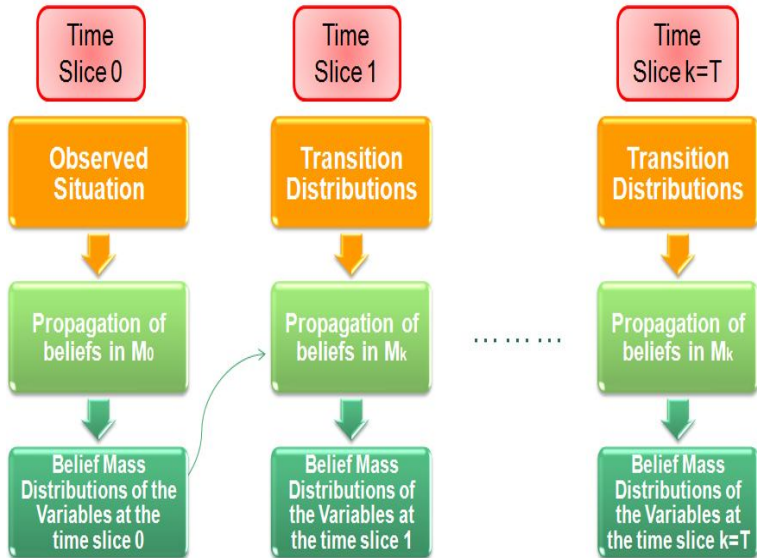 Time
Slice 0
Time
Slice 1
Time
Slice k=T
Observed
Situation
Transition
Distributions
Transition
Distributions
Propagation of
beliefs in M₀
Propagation of
beliefs in Mₖ
………
Propagation of
beliefs in Mₖ
Belief Mass
Distributions of the
Variables at the
time slice 0
Belief Mass
Distributions of
the Variables at
the time slice 1
Belief Mass
Distributions of
the Variables at
the time slice k=T